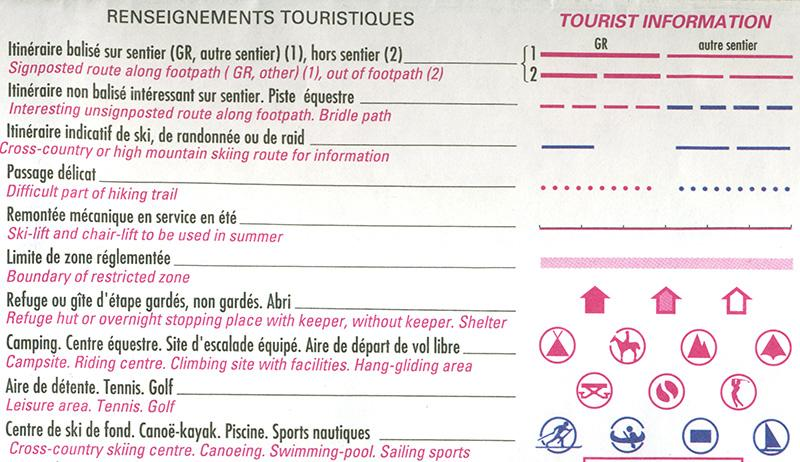 RENSEIGNEMENTS TOURISTIQUES
TOURIST INFORMATION
Itinéraire balisé sur sentier (GR, autre sentier) (1), hors sentier (2)
Signposted route along footpath ( GR, other) (1), out of footpath (2)
1
GR
autre sentier
2
Itinéraire non balisé intéressant sur sentier. Piste équestre
Interesting unsignposted route along footpath. Bridle path
Itinéraire indicatif de ski, de randonnée ou de raid
Cross-country or high mountain skiing route for information
Passage délicat
Difficult part of hiking trail
Remontée mécanique en service en été
Ski-lift and chair-lift to be used in summer
Limite de zone réglementée
Boundary of restricted zone
Refuge ou gîte d'étape gardés, non gardés. Abri
Refuge hut or overnight stopping place with keeper, without keeper. Shelter
Camping. Centre équestre. Site d'escalade équipé. Aire de départ de vol libre
Campsite. Riding centre. Climbing site with facilities. Hang-gliding area
Aire de détente. Tennis. Golf
Leisure area. Tennis. Golf
Centre de ski de fond. Canoë-kayak. Piscine. Sports nautiques
Cross-country skiing centre. Canoeing. Swimming-pool. Sailing sports